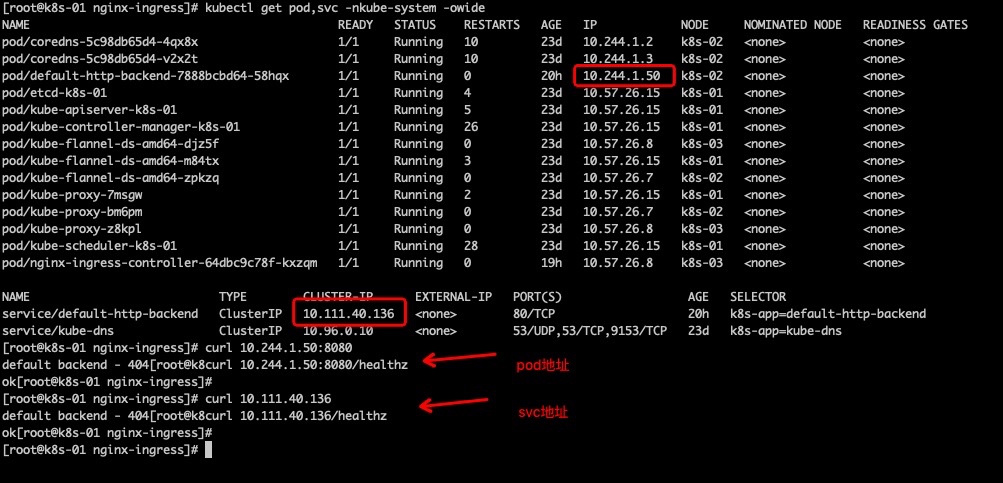 [root@k8s-01 nginx-ingress]# kubectl get pod,svc -nkube-system -owide
NAME READY STATUS RESTARTS AGE IP NODE NOMINATED NODE READINESS GATES
pod/coredns-5c98db65d4-4qx8x 1/1 Running 10 23d 10.244.1.2 k8s-02 <none> <none>
pod/coredns-5c98db65d4-v2x2t 1/1 Running 10 23d 10.244.1.3 k8s-02 <none> <none>
pod/default-http-backend-7888bcbd64-58hqx 1/1 Running 0 20h 10.244.1.50 k8s-02 <none> <none>
pod/etcd-k8s-01 1/1 Running 4 23d 10.57.26.15 k8s-01 <none> <none>
pod/kube-apiserver-k8s-01 1/1 Running 5 23d 10.57.26.15 k8s-01 <none> <none>
pod/kube-controller-manager-k8s-01 1/1 Running 26 23d 10.57.26.15 k8s-01 <none> <none>
pod/kube-flannel-ds-amd64-djz5f 1/1 Running 0 23d 10.57.26.8 k8s-03 <none> <none>
pod/kube-flannel-ds-amd64-m84tx 1/1 Running 3 23d 10.57.26.15 k8s-01 <none> <none>
pod/kube-flannel-ds-amd64-zpkzq 1/1 Running 0 23d 10.57.26.7 k8s-02 <none> <none>
pod/kube-proxy-7msgw 1/1 Running 2 23d 10.57.26.15 k8s-01 <none> <none>
pod/kube-proxy-bm6pm 1/1 Running 0 23d 10.57.26.7 k8s-02 <none> <none>
pod/kube-proxy-z8kpl 1/1 Running 0 23d 10.57.26.8 k8s-03 <none> <none>
pod/kube-scheduler-k8s-01 1/1 Running 28 23d 10.57.26.15 k8s-01 <none> <none>
pod/nginx-ingress-controller-64dbc9c78f-kxzqm 1/1 Running 0 19h 10.57.26.8 k8s-03 <none> <none>
NAME TYPE CLUSTER-IP EXTERNAL-IP PORT(S) AGE SELECTOR
service/default-http-backend ClusterIP 10.111.40.136 <none> 80/TCP 20h k8s-app=default-http-backend
service/kube-dns ClusterIP 10.96.0.10 <none> 53/UDP,53/TCP,9153/TCP 23d k8s-app=kube-dns
[root@k8s-01 nginx-ingress]# curl 10.244.1.50:8080
default backend - 404[root@k8curl 10.244.1.50:8080/healthz pod地址
ok[root@k8s-01 nginx-ingress]#
[root@k8s-01 nginx-ingress]# curl 10.111.40.136
default backend - 404[root@k8curl 10.111.40.136/healthz svc地址
ok[root@k8s-01 nginx-ingress]#
[root@k8s-01 nginx-ingress]#